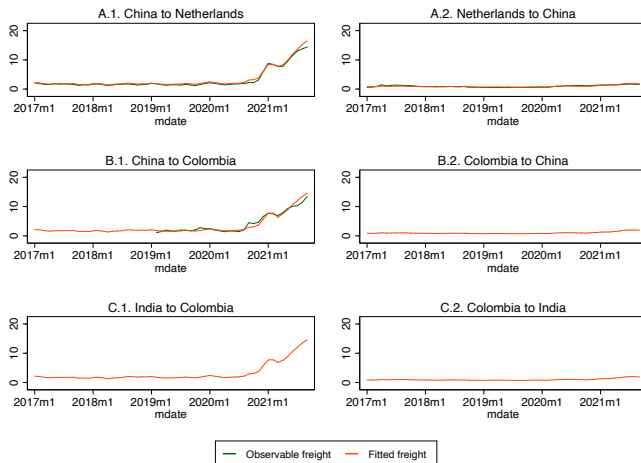 A.1. China to Netherlands
A.2. Netherlands to China
0 10 20
0 10 20
2017m1 2018m1 2019m1 2020m1 2021m1
2017m1 2018m1 2019m1 2020m1 2021m1
mdate
mdate
B.1. China to Colombia
B.2. Colombia to China
0 10 20
0 10 20
2017m1 2018m1 2019m1 2020m1 2021m1
2017m1 2018m1 2019m1 2020m1 2021m1
mdate
mdate
C.1. India to Colombia
C.2. Colombia to India
0 10 20
0 10 20
2017m1 2018m1 2019m1 2020m1 2021m1
2017m1 2018m1 2019m1 2020m1 2021m1
mdate
mdate
Observable freight Fitted freight